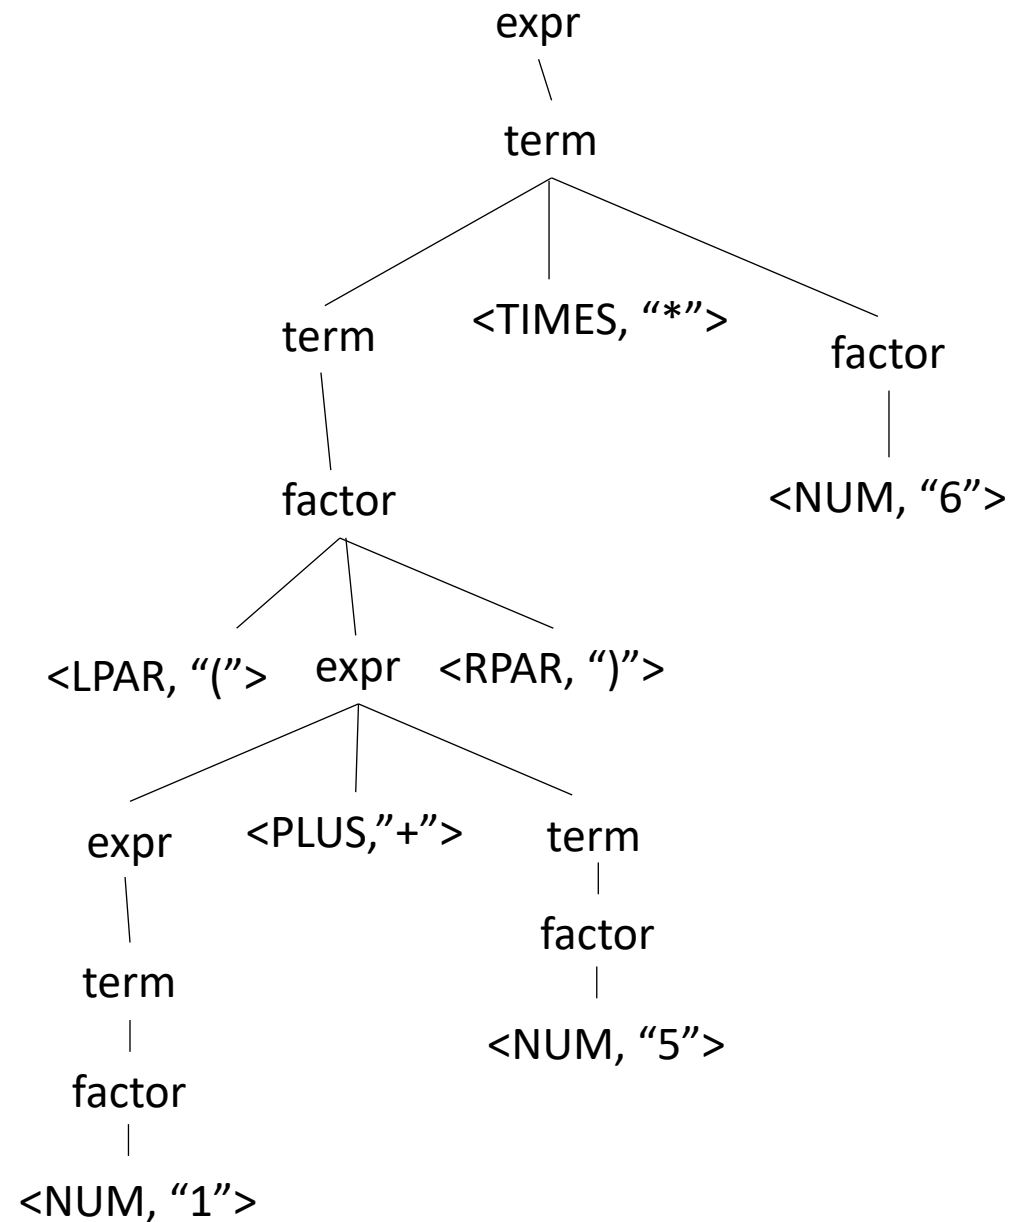 expr
term
term <TIMES, “*”> factor
factor <NUM, “6”>
<LPAR, “(”> expr <RPAR, “)”>
expr <PLUS,”+”> term
factor
term
<NUM, “5”>
factor
<NUM, “1”>